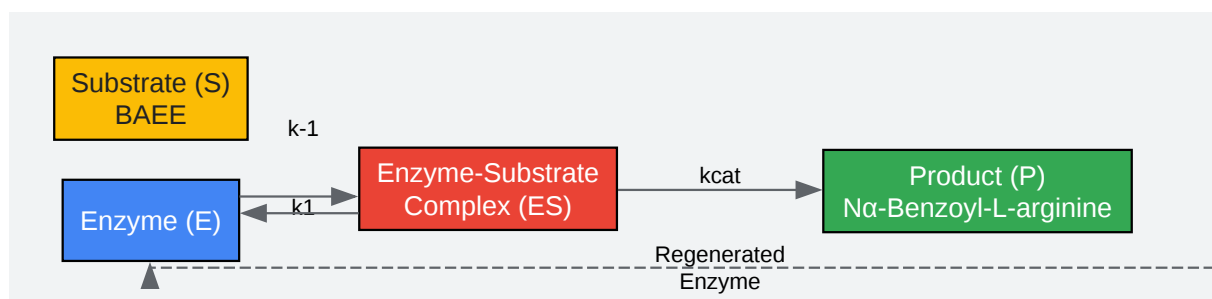 Substrate (S)
BAEE
k-1
Enzyme (E)
k1
Enzyme-Substrate
Complex (ES)
kcat
Product (P)
Nα-Benzoyl-L-arginine
Regenerated
Enzyme